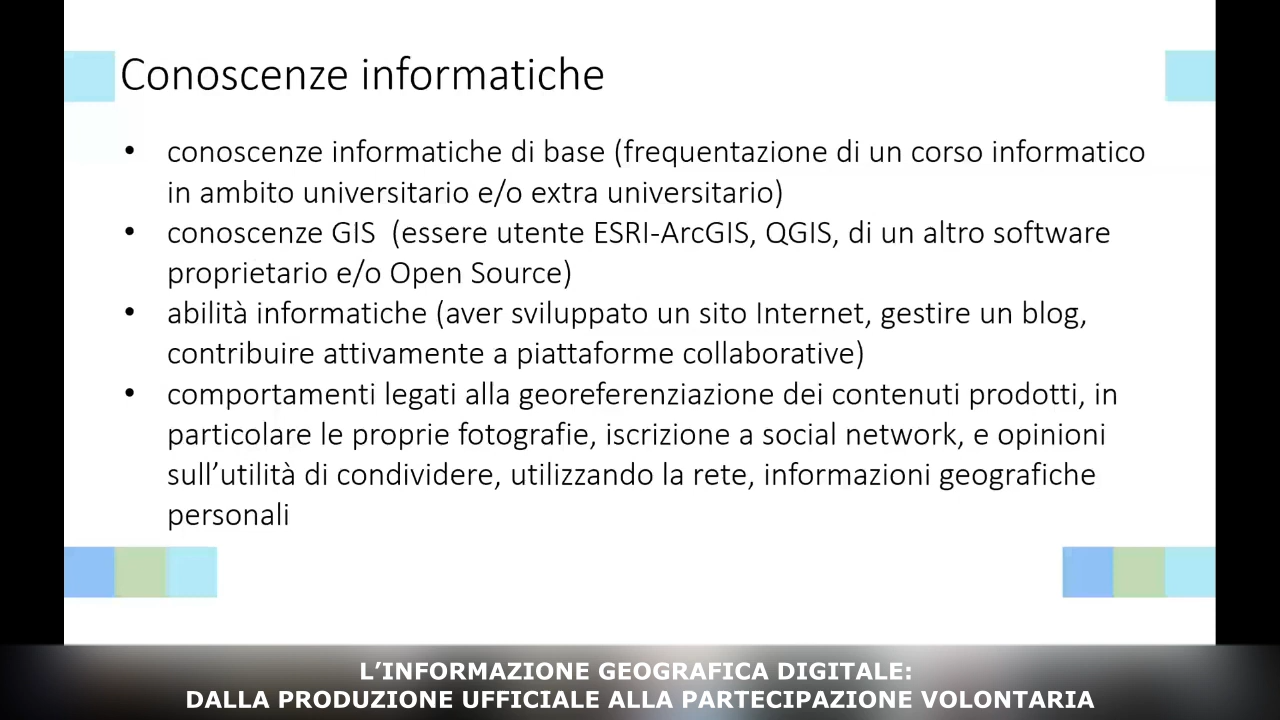 Conoscenze informatiche
• conoscenze informatiche di base (frequentazione di un corso informatico
in ambito universitario e/o extra universitario)
• conoscenze GIS  (essere utente ESRI-ArcGIS, QGIS, di un altro software
proprietario e/o Open Source)
• abilità informatiche (aver sviluppato un sito Internet, gestire un blog,
contribuire attivamente a piattaforme collaborative)
• comportamenti legati alla georeferenziazione dei contenuti prodotti, in
particolare le proprie fotografie, iscrizione a social network, e opinioni
sull’utilità di condividere, utilizzando la rete, informazioni geografiche
personali
L’INFORMAZIONE GEOGRAFICA DIGITALE:
DALLA PRODUZIONE UFFICIALE ALLA PARTECIPAZIONE VOLONTARIA